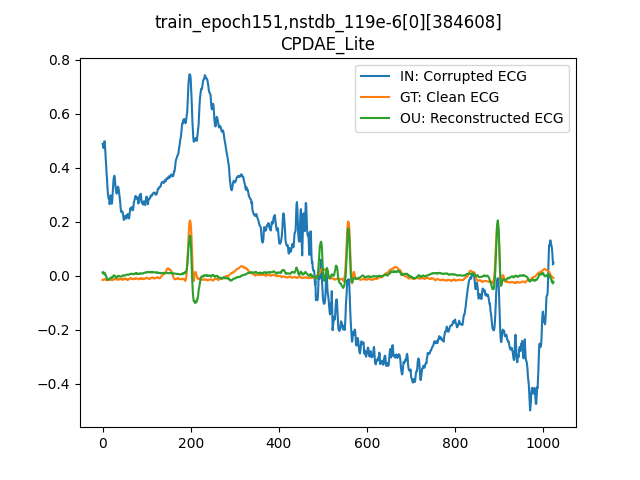 train_epoch151,nstdb_119e-6[0][384608]
CPDAE_Lite
IN: Corrupted ECG
GT: Clean ECG
OU: Reconstructed ECG
0.8
0.6
0.4
0.2
0.0
−0.2
−0.4
0 200 400 600 800 1000